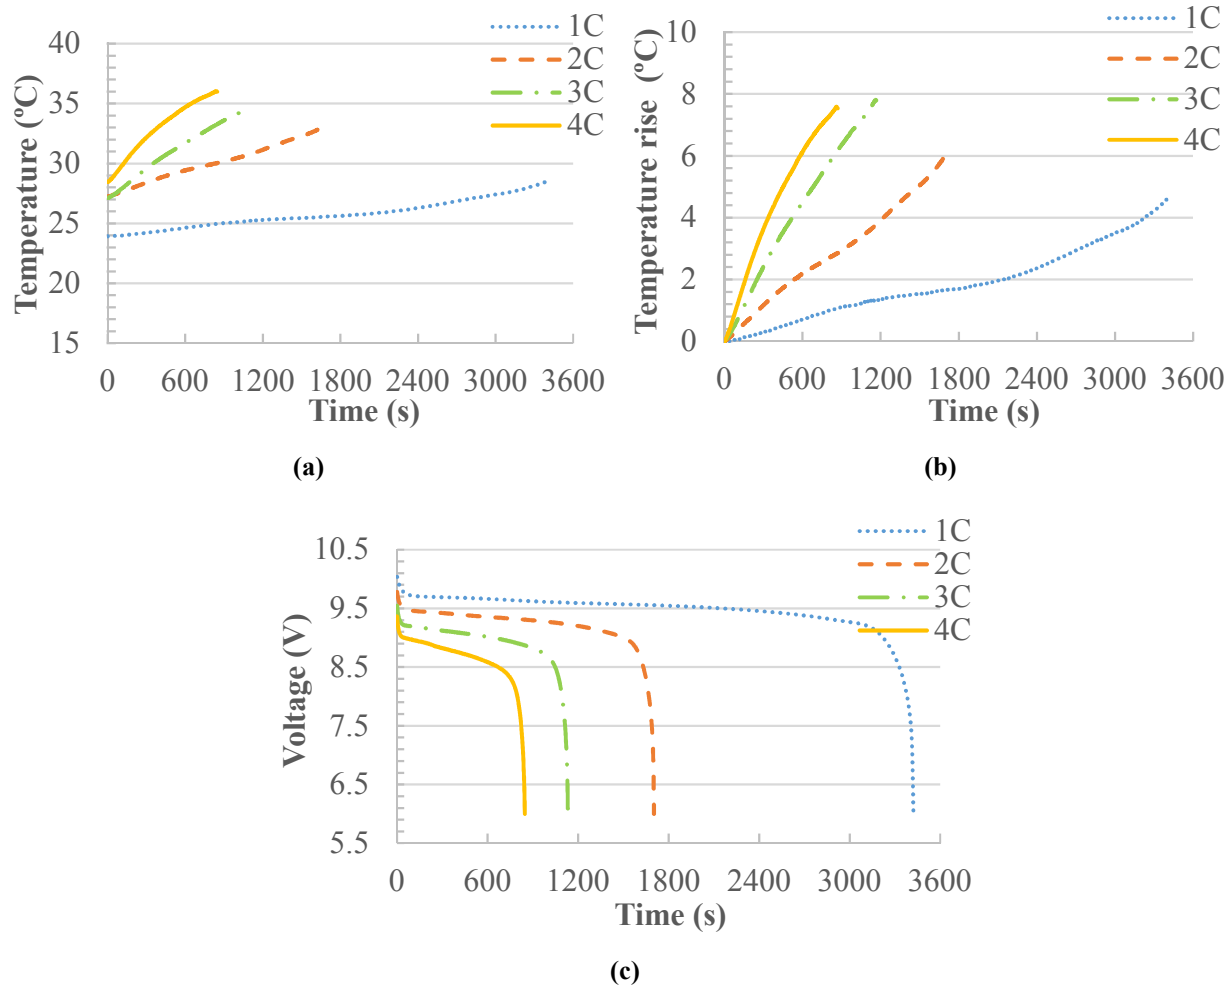 1C
2C
3C
4C
Temperature (ºC)
40
35
30
25
20
15
0 600 1200 1800 2400 3000 3600
Time (s)
(a)
1C
2C
3C
4C
Temperature rise (ºC)
10
8
6
4
2
0
0 600 1200 1800 2400 3000 3600
Time (s)
(b)
1C
2C
3C
4C
Voltage (V)
10.5
9.5
8.5
7.5
6.5
5.5
0 600 1200 1800 2400 3000 3600
Time (s)
(c)